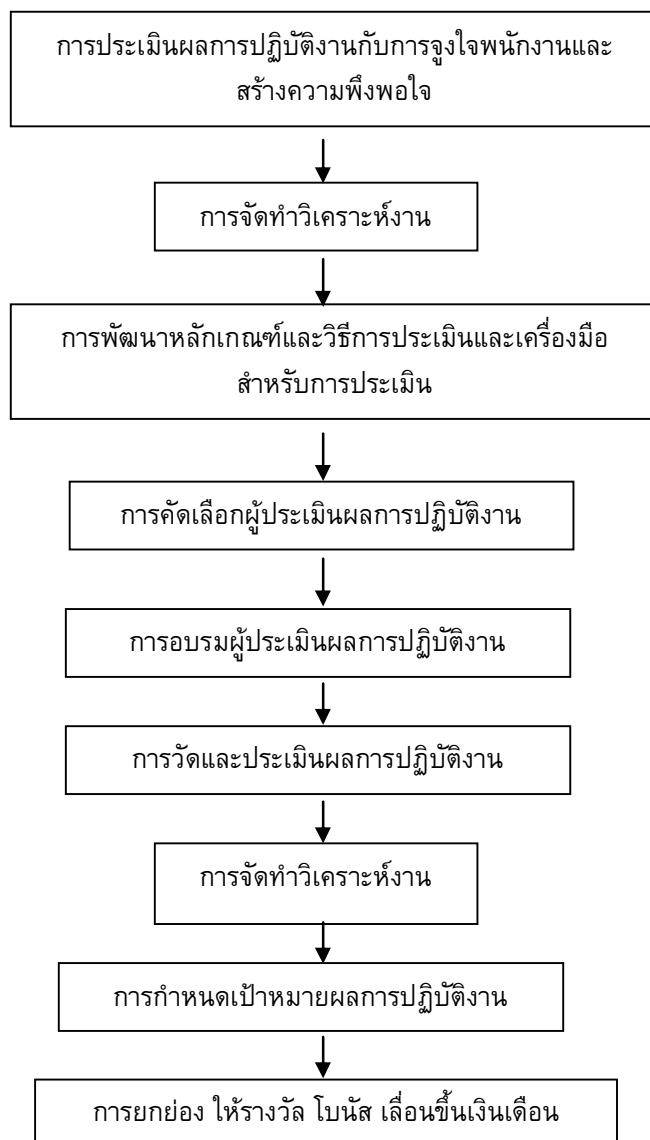 การประเมินผลการปฏิบัติงานกับการจูงใจพนักงานและ
สร้างความพึงพอใจ
การจัดทำวิเคราะห์งาน
การพัฒนาหลักเกณฑ์และวิธีการประเมินและเครื่องมือ
สำหรับการประเมิน
การคัดเลือกผู้ประเมินผลการปฏิบัติงาน
การอบรมผู้ประเมินผลการปฏิบัติงาน
การวัดและประเมินผลการปฏิบัติงาน
การจัดทำวิเคราะห์งาน
การกำหนดเป้าหมายผลการปฏิบัติงาน
การยกย่อง ให้รางวัล โบนัส เลื่อนขึ้นเงินเดือน